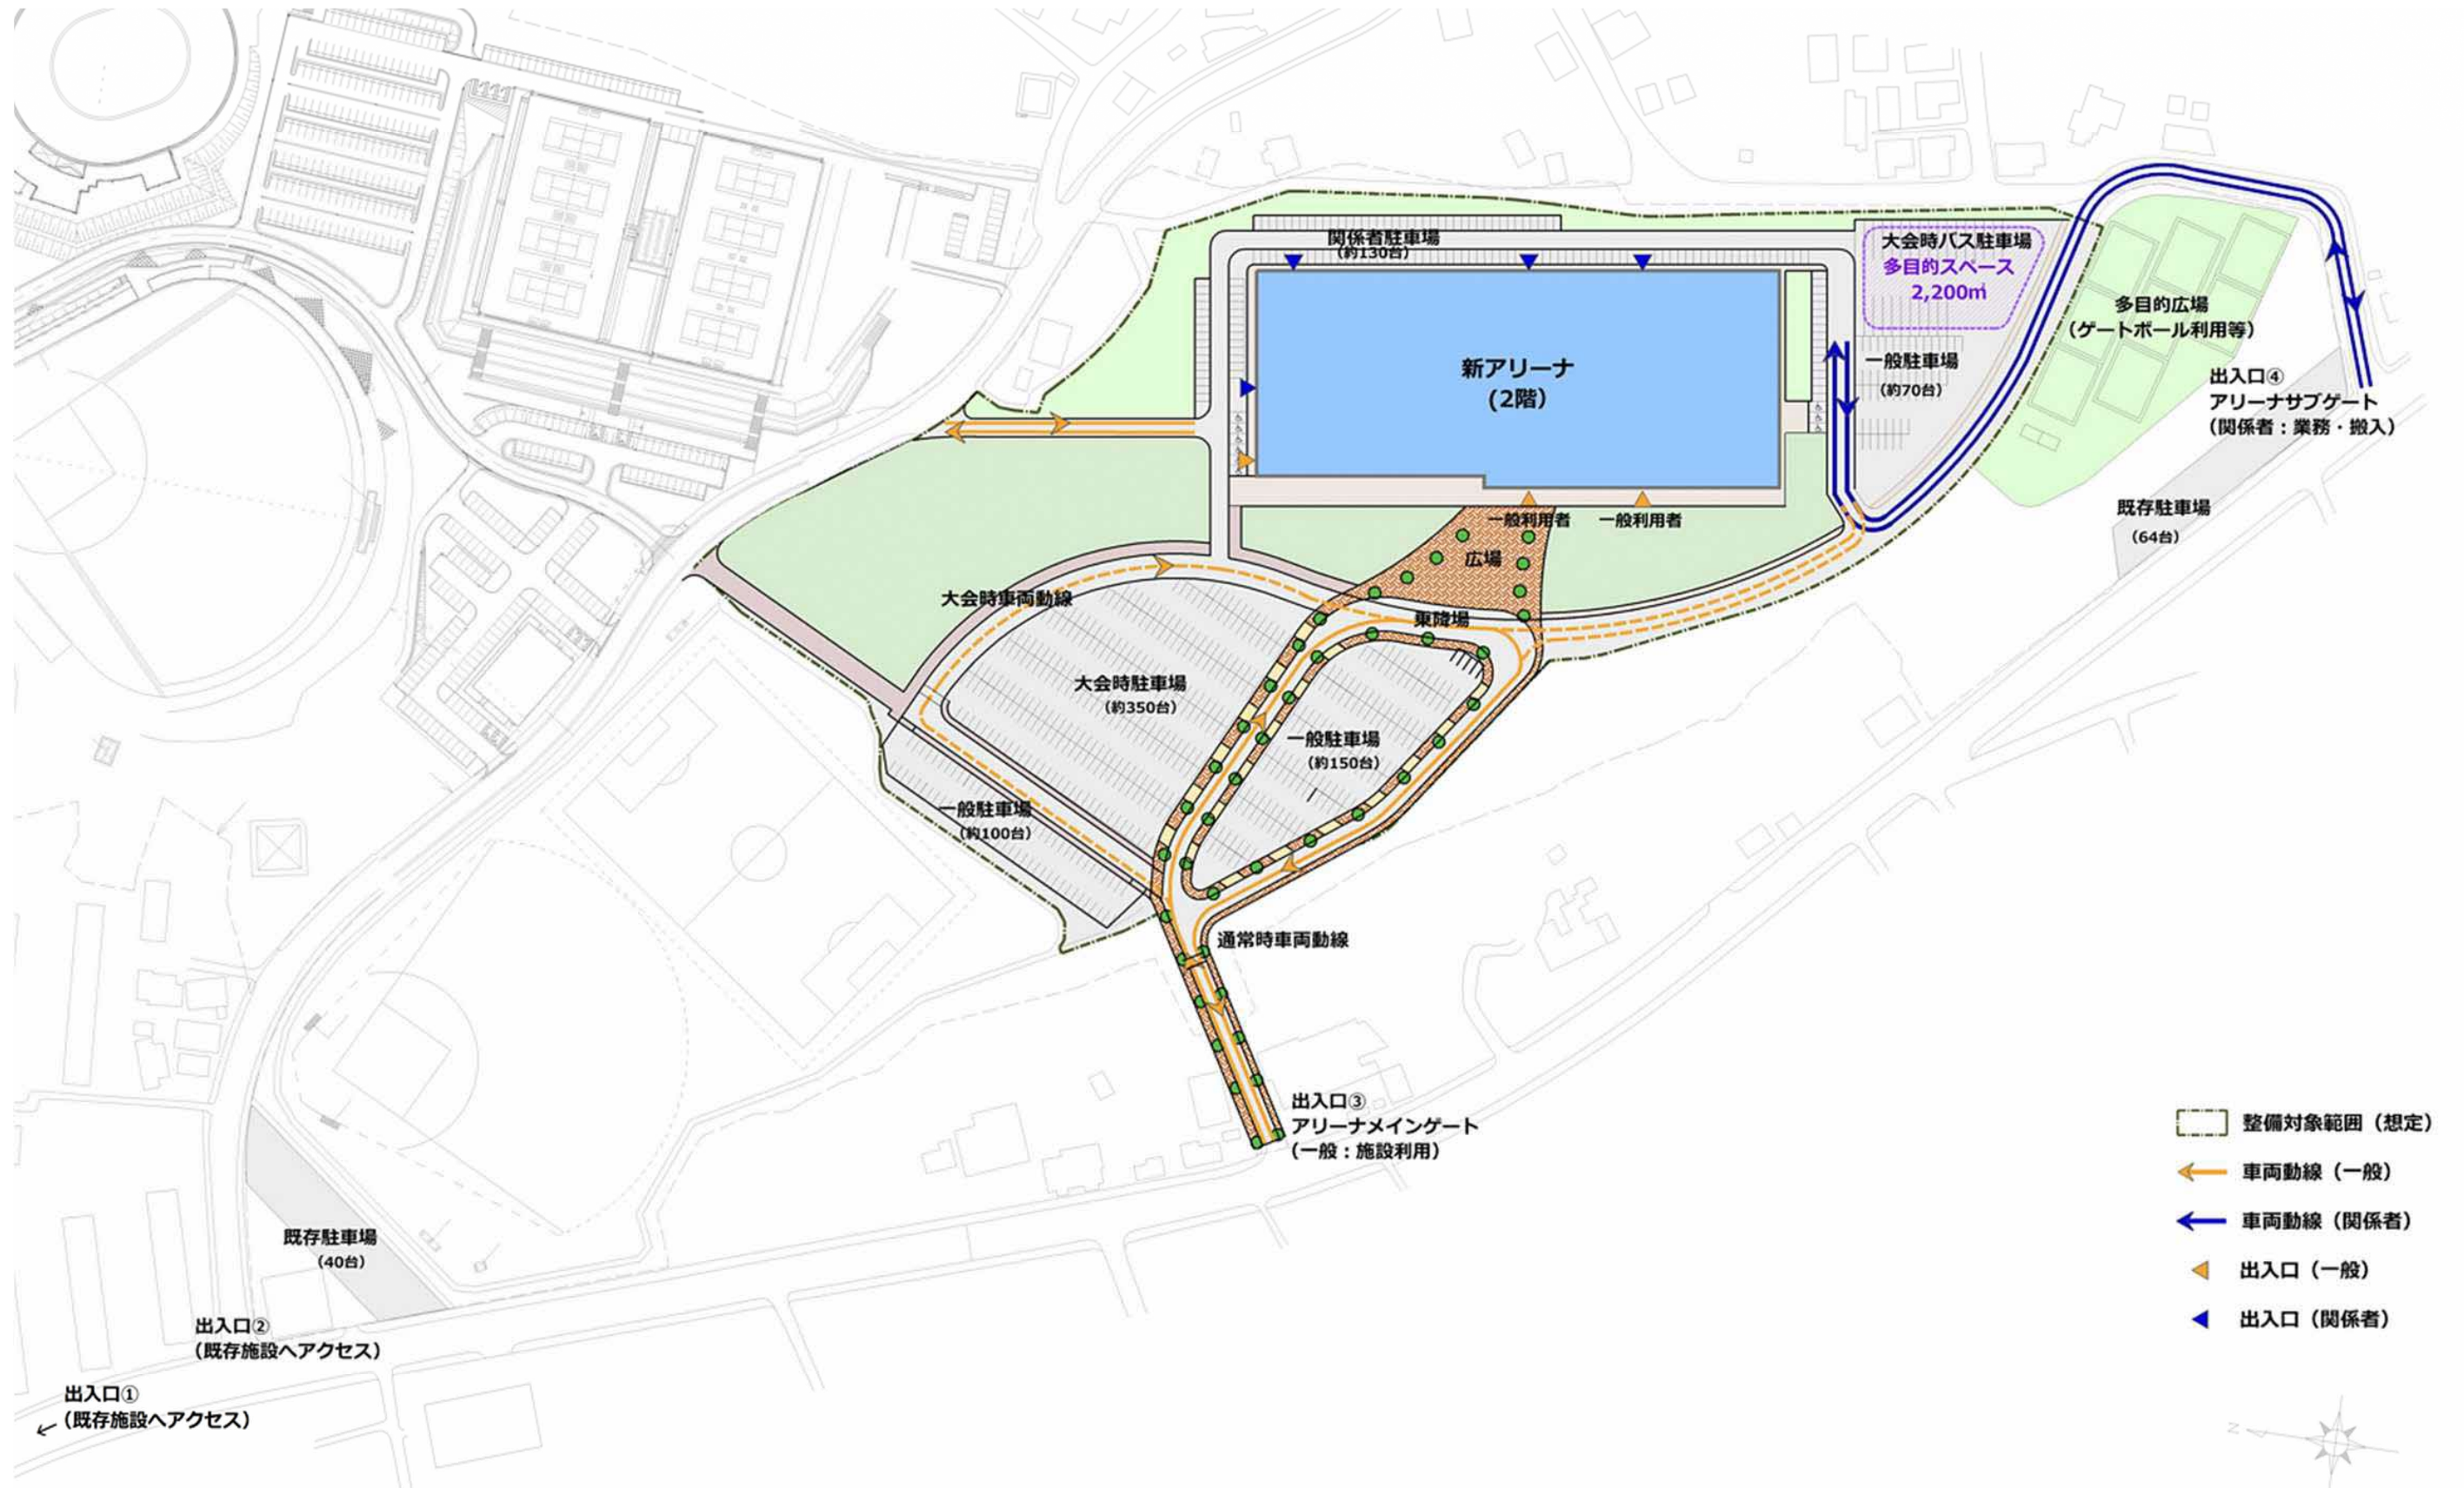 関係者駐車場
(約130台)
大会時バス駐車場
多目的スペース
2,200㎡
多目的広場
(ゲートボール利用等)
新アリーナ
(2階)
一般駐車場
(約70台)
出入口④
アリーナサブゲート
(関係者：業務・搬入)
既存駐車場
(64台)
一般利用者
一般利用者
広場
大会時車両動線
乗降場
大会時駐車場
(約350台)
一般駐車場
(約150台)
一般駐車場
(約100台)
通常時車両動線
出入口③
アリーナメインゲート
(一般：施設利用)
既存駐車場
(40台)
出入口②
(既存施設へアクセス)
出入口①
(既存施設へアクセス)
整備対象範囲（想定）
車両動線（一般）
車両動線（関係者）
出入口（一般）
出入口（関係者）
N